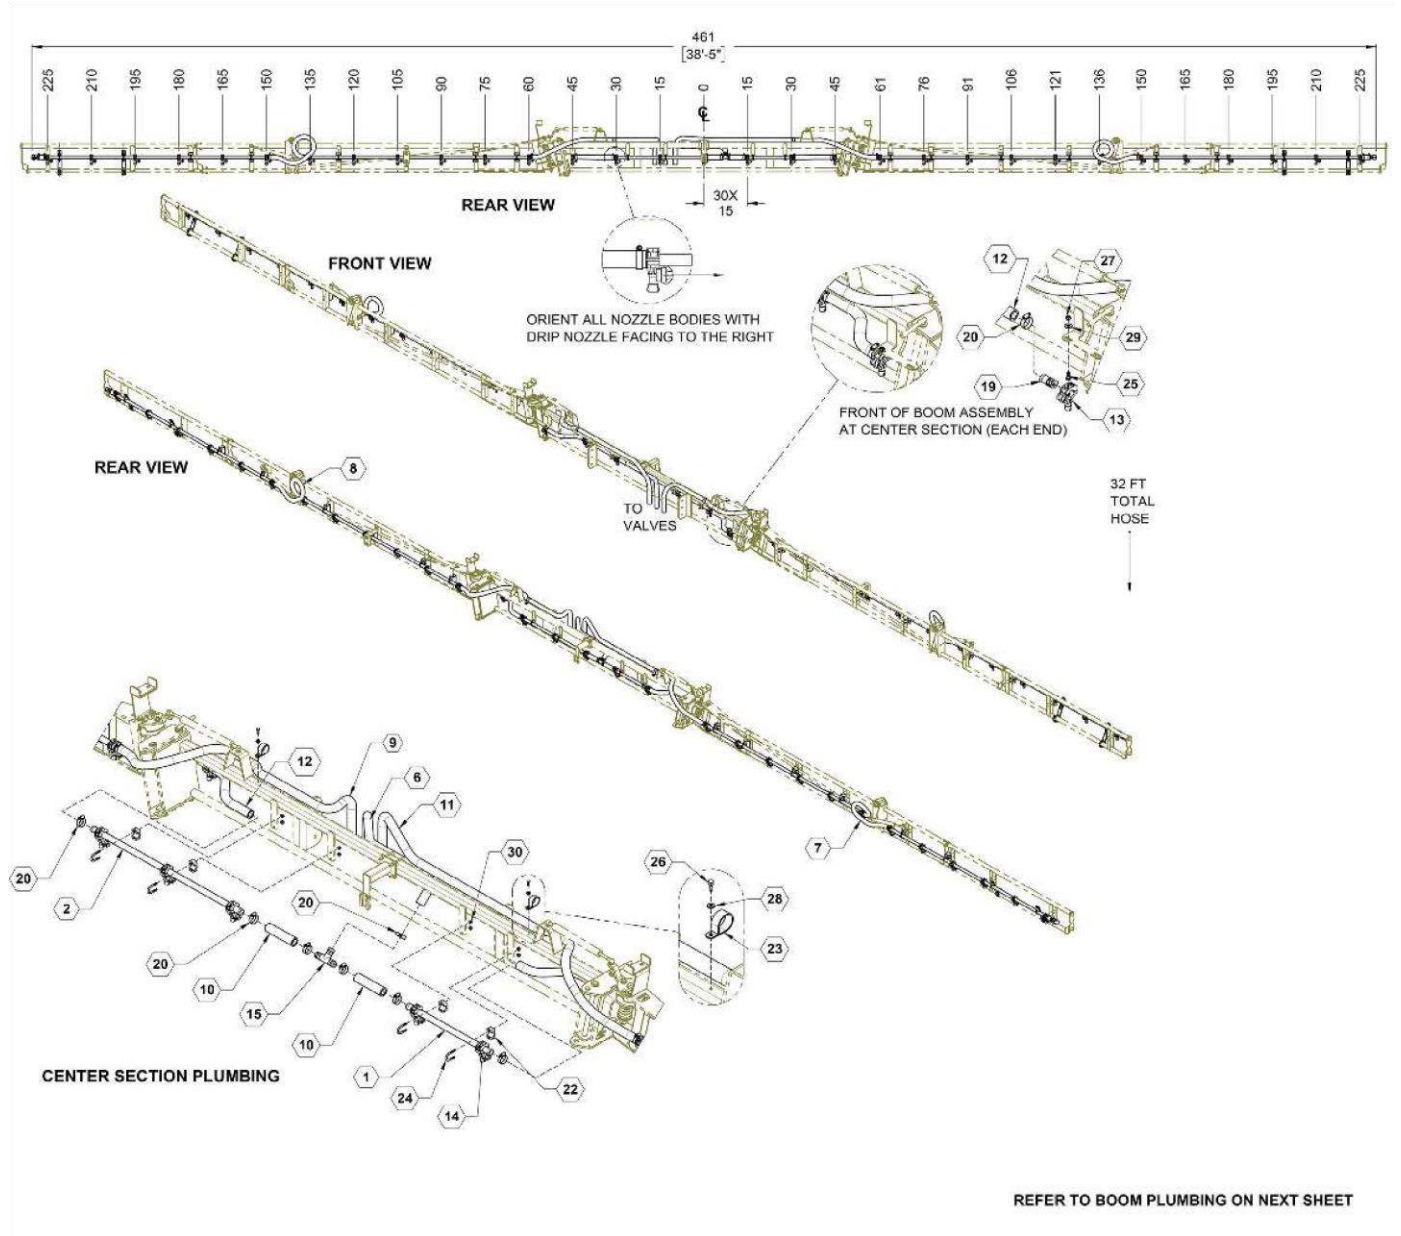 461
[38'-5"]
225 210 195 180 165 150 135 120 105 90 75 60 45 30 15 0 15 30 45 61 76 91 106 121 136 150 165 180 195 210 225
CL
REAR VIEW
30X
15
FRONT VIEW
ORIENT ALL NOZZLE BODIES WITH
DRIP NOZZLE FACING TO THE RIGHT
12
27
20
29
19
25
13
FRONT OF BOOM ASSEMBLY
AT CENTER SECTION (EACH END)
REAR VIEW
8
TO
VALVES
32 FT
TOTAL
HOSE
9
12
6
11
20
2
30
20
26
28
23
7
20
10
15
10
1
24
14
22
CENTER SECTION PLUMBING
REFER TO BOOM PLUMBING ON NEXT SHEET